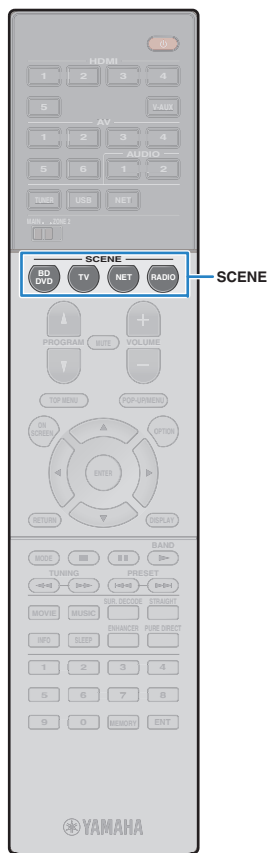 HDMI
1 2 3 4
5 V-AUX
AV
1 2 3 4
AUDIO
5 6 1 2
TUNER USB NET
MAIN ZONE 2
SCENE
BD DVD TV NET RADIO SCENE
PROGRAM MUTE VOLUME
TOP MENU POP-UP/MENU
ON SCREEN OPTION
ENTER
RETURN DISPLAY
BAND
MODE
TUNING PRESET
SUR. DECODE STRAIGHT
MOVIE MUSIC
ENHANCER PURE DIRECT
INFO SLEEP
1 2 3 4
5 6 7 8
9 0 MEMORY ENT
YAMAHA